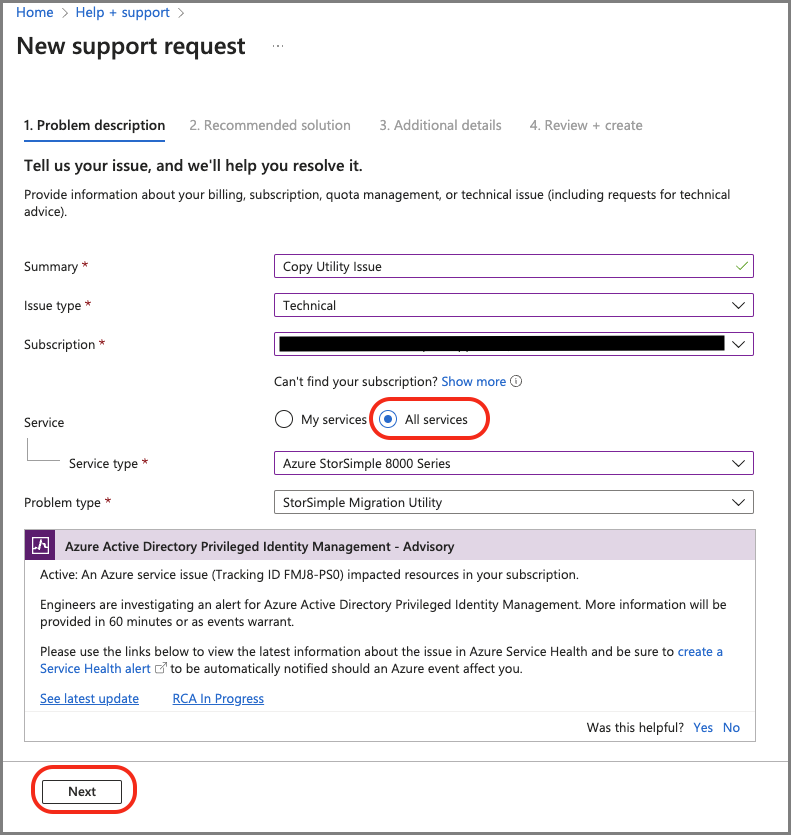 Home > Help + support >
New support request ...
1. Problem description 2. Recommended solution 3. Additional details 4. Review + create
Tell us your issue, and we'll help you resolve it.
Provide information about your billing, subscription, quota management, or technical issue (including requests for technical
advice).
Summary * Copy Utility Issue
Issue type * Technical
Subscription *
Can't find your subscription? Show more
Service My services All services
Service type * Azure StorSimple 8000 Series
Problem type * StorSimple Migration Utility
Azure Active Directory Privileged Identity Management - Advisory
Active: An Azure service issue (Tracking ID FMJ8-PS0) impacted resources in your subscription.
Engineers are investigating an alert for Azure Active Directory Privileged Identity Management. More information will be
provided in 60 minutes or as events warrant.
Please use the links below to view the latest information about the issue in Azure Service Health and be sure to create a
Service Health alert to be automatically notified should an Azure event affect you.
See latest update RCA In Progress
Was this helpful? Yes No
Next